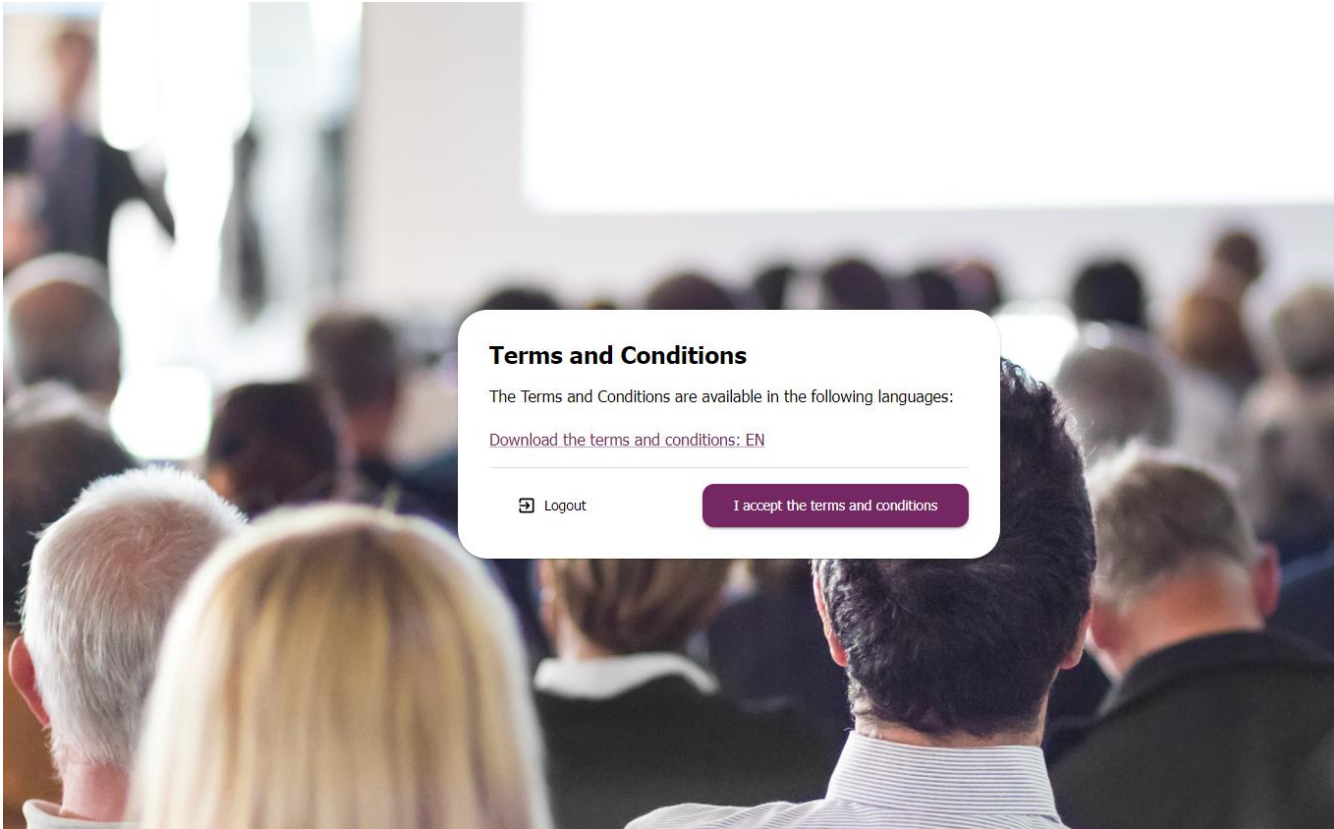 Terms and Conditions
The Terms and Conditions are available in the following languages:
Download the terms and conditions: EN
Logout
I accept the terms and conditions